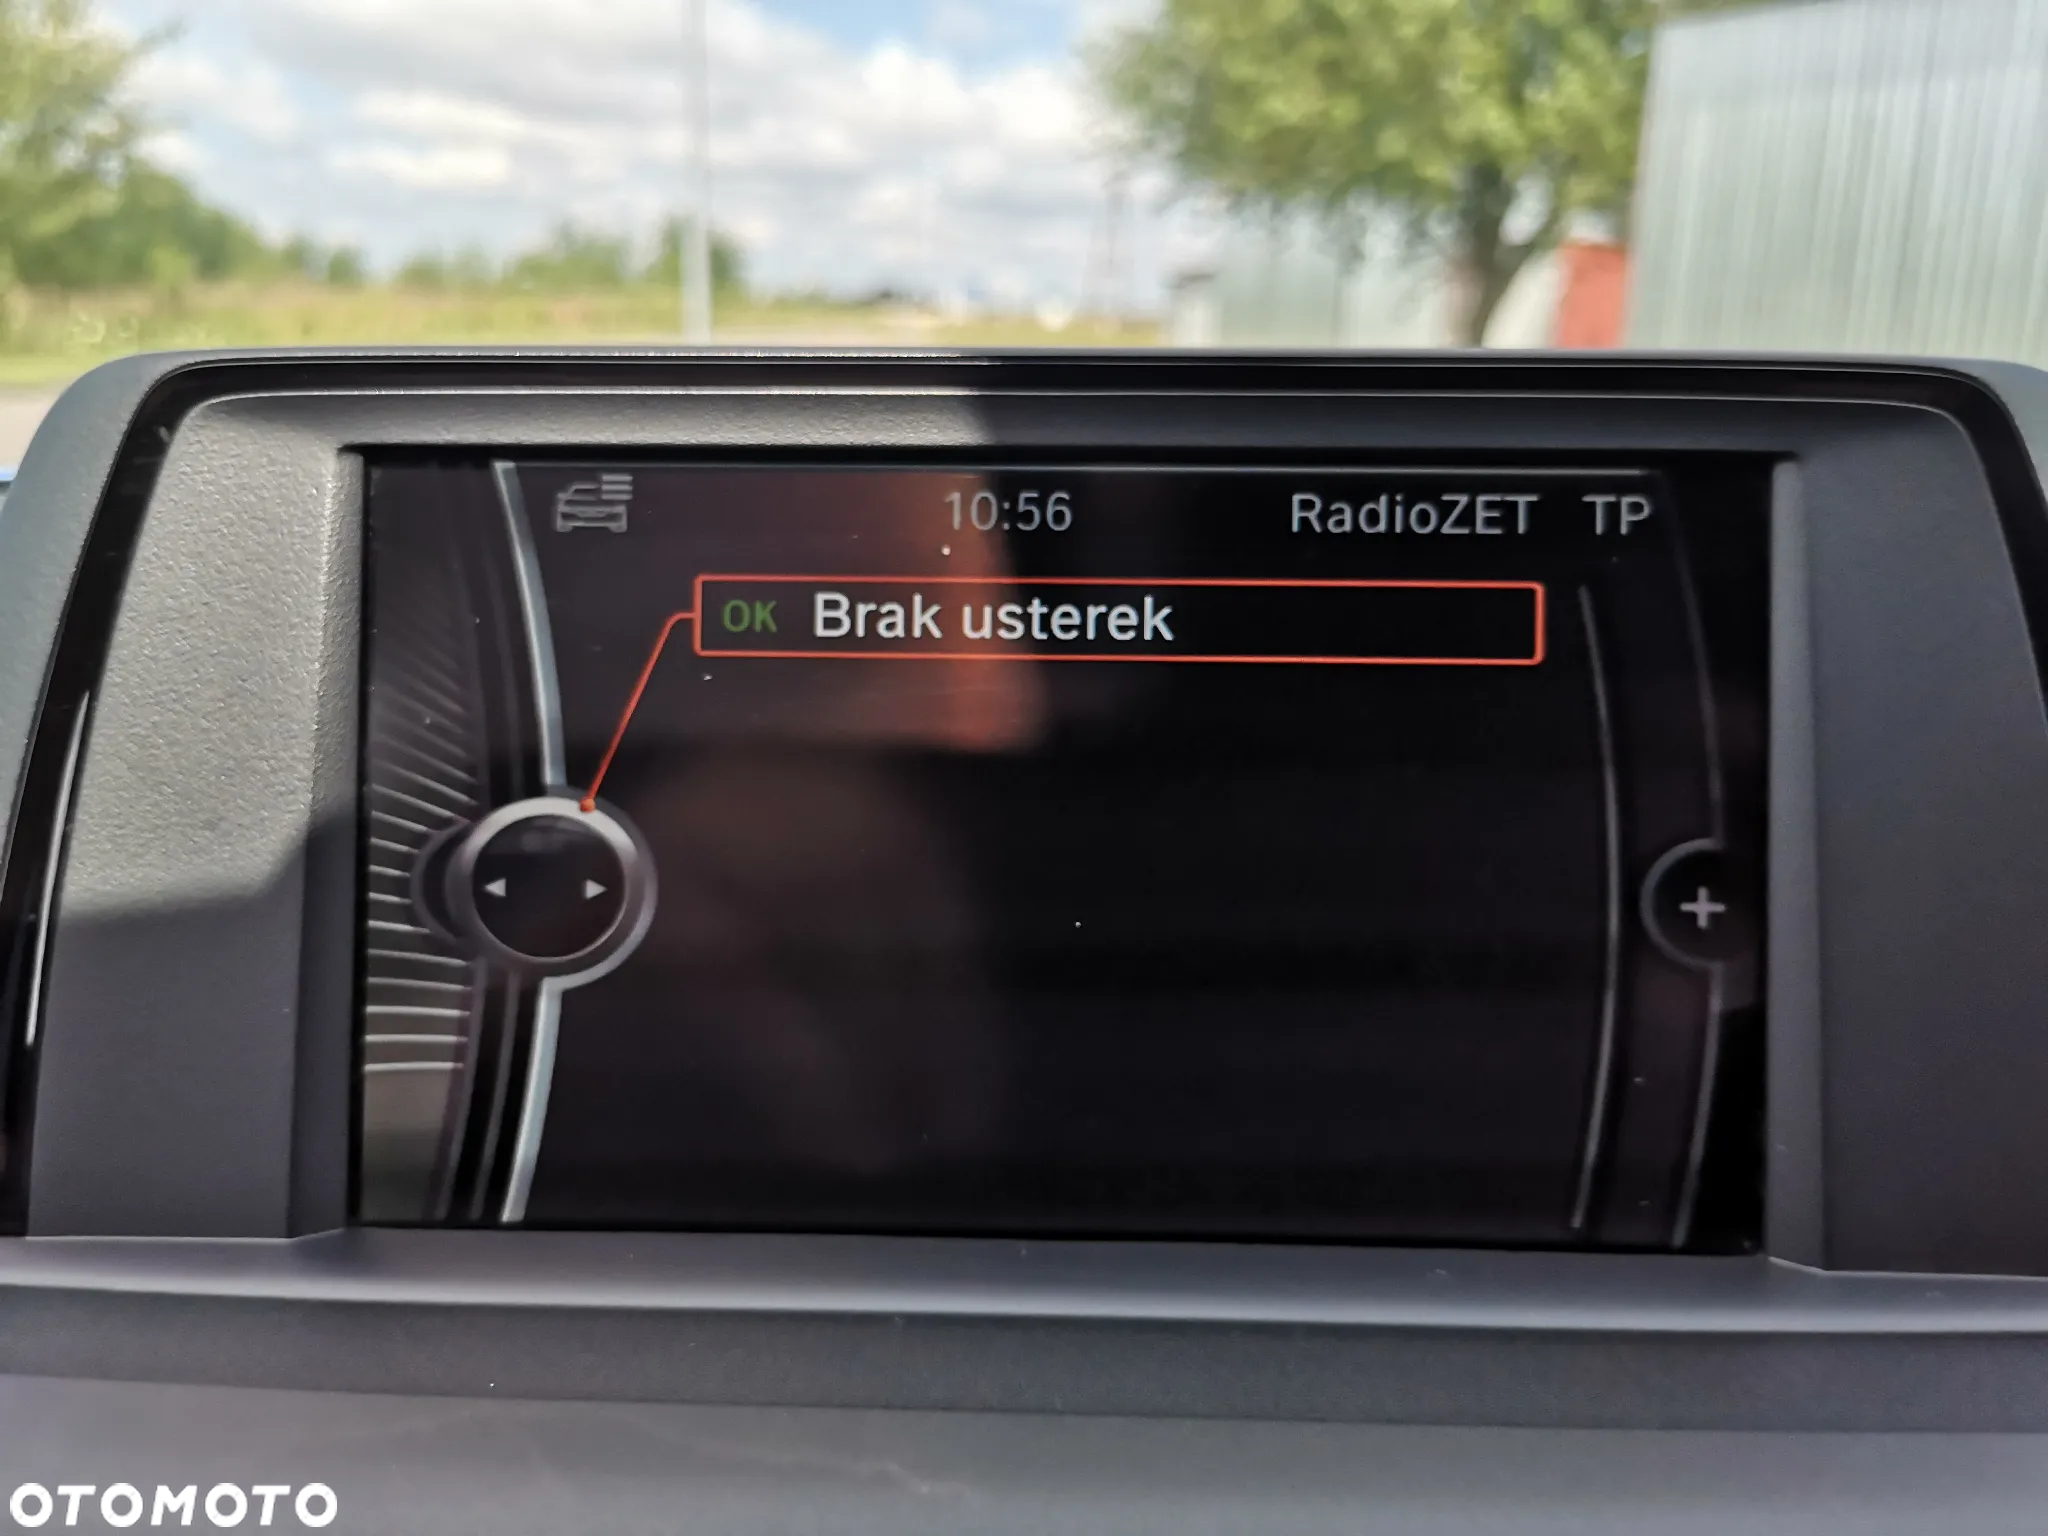 10:56 RadioZET TP
OK Brak usterek
OTOMOTO